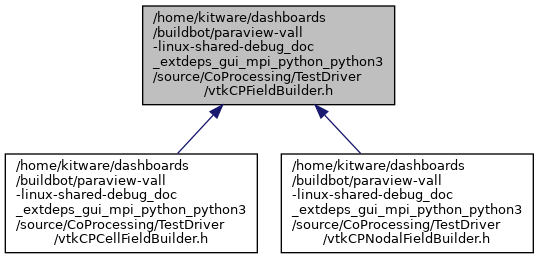 /home/kitware/dashboards
/buildbot/paraview-vall
-linux-shared-debug_doc
_extdeps_gui_mpi_python_python3
/source/CoProcessing/TestDriver
/vtkCPFieldBuilder.h
/home/kitware/dashboards
/buildbot/paraview-vall
-linux-shared-debug_doc
_extdeps_gui_mpi_python_python3
/source/CoProcessing/TestDriver
/vtkCPCellFieldBuilder.h
/home/kitware/dashboards
/buildbot/paraview-vall
-linux-shared-debug_doc
_extdeps_gui_mpi_python_python3
/source/CoProcessing/TestDriver
/vtkCPNodalFieldBuilder.h